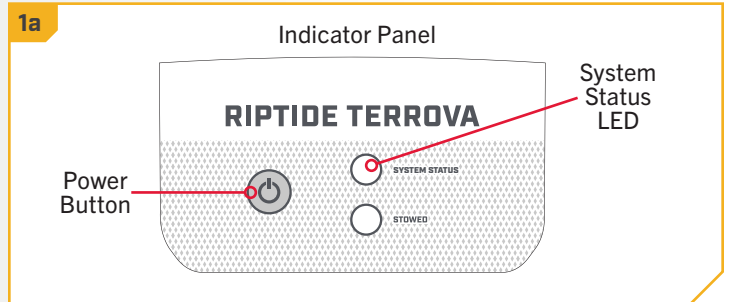 1a
Indicator Panel
System
Status
LED
RIPTIDE TERROVA
SYSTEM STATUS
Power
Button
STOWED